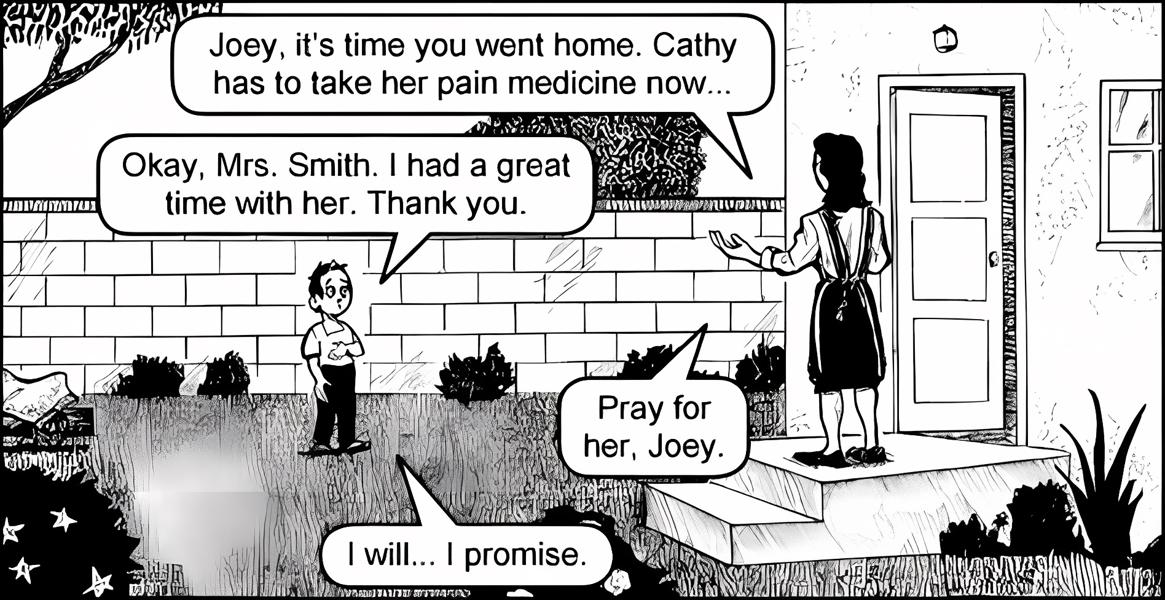 Joey, it's time you went home. Cathy
has to take her pain medicine now...
Okay, Mrs. Smith. I had a great
time with her. Thank you.
Pray for
her, Joey.
I will... I promise.